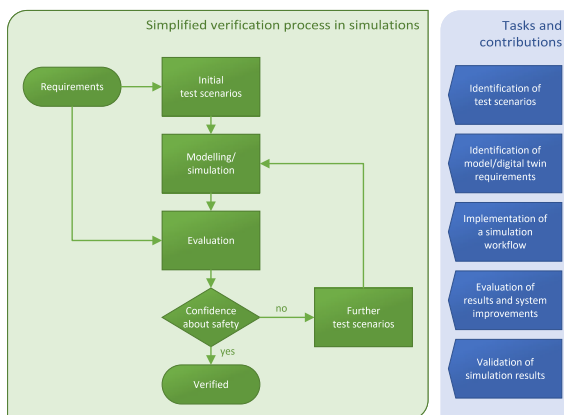 Simplified verification process in simulations
Requirements
Initial
test scenarios
Modelling/
simulation
Evaluation
Confidence
about safety
no
Further
test scenarios
yes
Verified
Tasks and
contributions
Identification of
test scenarios
Identification of
model/digital twin
requirements
Implementation of
a simulation
workflow
Evaluation of
results and system
improvements
Validation of
simulation results